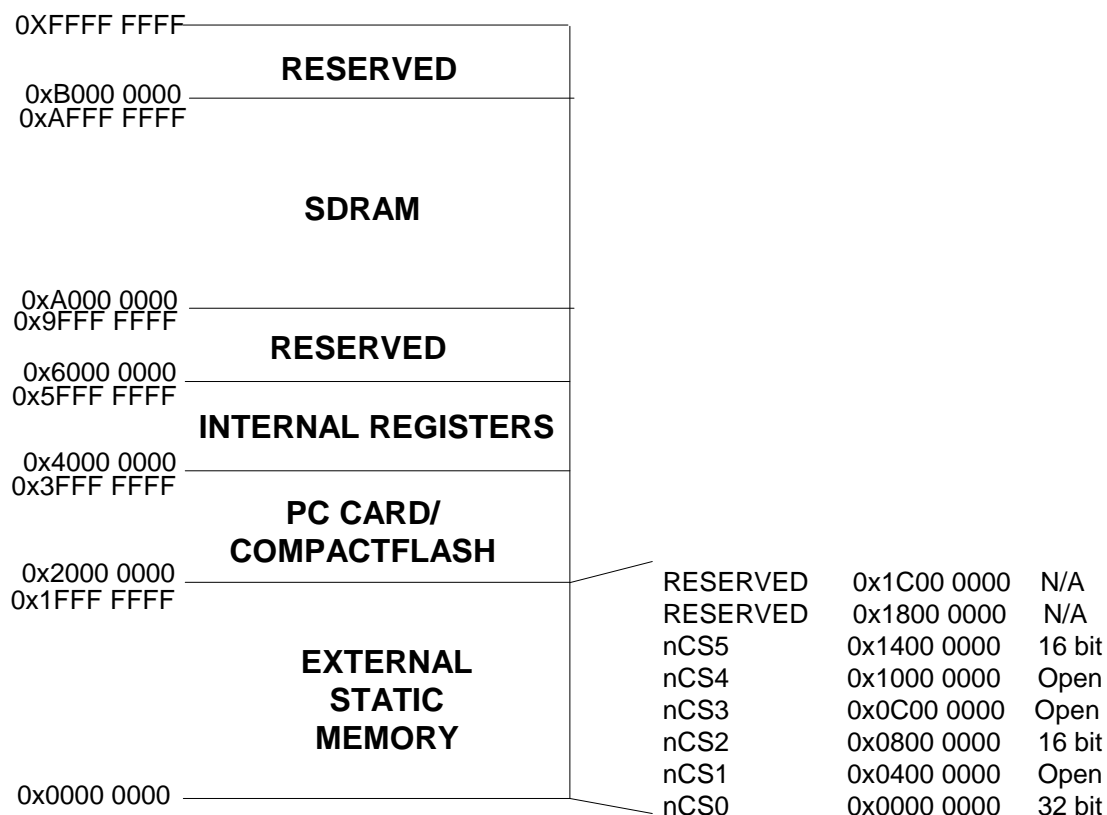 0XFFFF FFFF
RESERVED
0xB000 0000
0xAFFF FFFF
SDRAM
0xA000 0000
0x9FFF FFFF
RESERVED
0x6000 0000
0x5FFF FFFF
INTERNAL REGISTERS
0x4000 0000
0x3FFF FFFF
PC CARD/
COMPACTFLASH
0x2000 0000
0x1FFF FFFF
EXTERNAL
STATIC
MEMORY
0x0000 0000
RESERVED 0x1C00 0000 N/A
RESERVED 0x1800 0000 N/A
nCS5 0x1400 0000 16 bit
nCS4 0x1000 0000 Open
nCS3 0x0C00 0000 Open
nCS2 0x0800 0000 16 bit
nCS1 0x0400 0000 Open
nCS0 0x0000 0000 32 bit